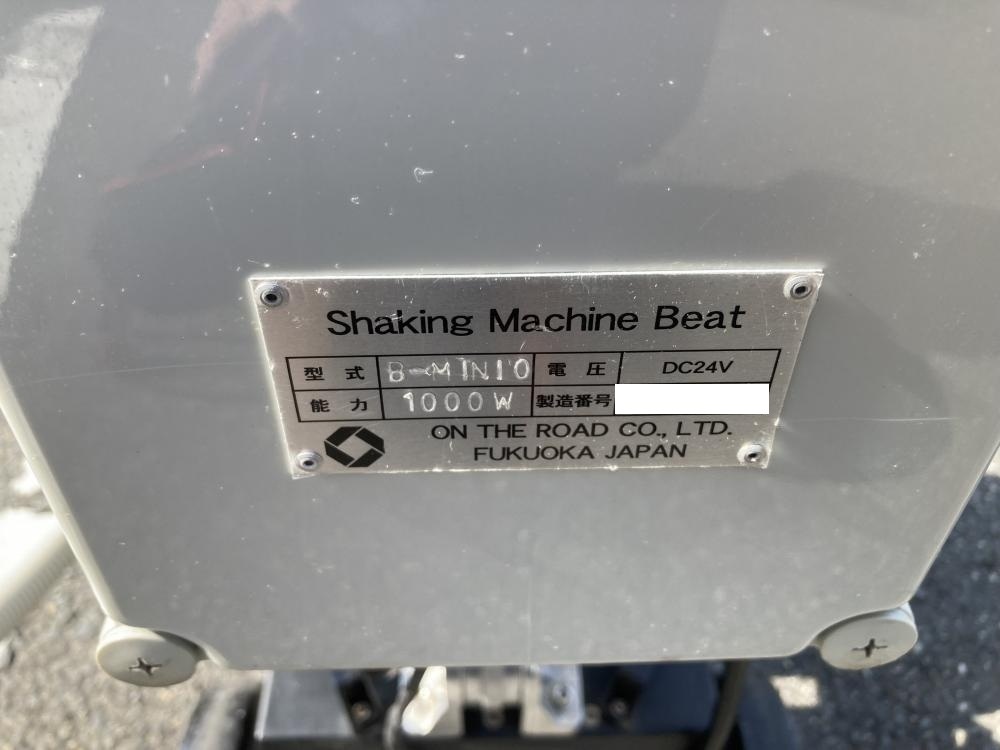 Shaking Machine Beat
型式 B-MINI0 電圧 DC24V
能力 1000W 製造番号
ON THE ROAD CO., LTD.
FUKUOKA JAPAN